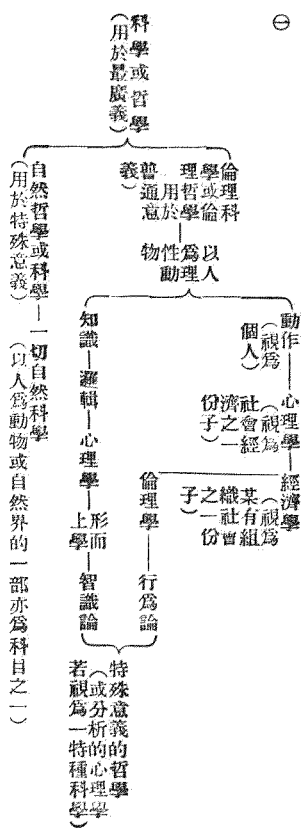 ㊀
科學或哲學
(用於最廣義)
倫理科
學或倫
理哲學
用於
普通意
義)
以人
為理
性動
物
動作
(視為
個人)
心理學
(視為
社會經
濟之一
份子)
經濟學
(視為
某有組
織社會
之一份
子)
倫理學
行為論
知識
邏輯
心理學
形而
上學
智識論
特殊意義的哲學
(或分析的心理學
若視為一特種科學)
自然哲學或科學
(用於特殊意義)
一切自然科學
(以人為動物或自然界的一部亦為科目之一)